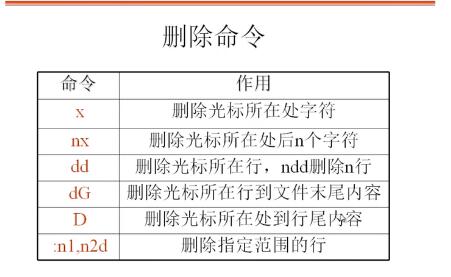 删除命令
命令 作用
x 删除光标所在处字符
nx 删除光标所在处后n个字符
dd 删除光标所在行，ndd删除n行
dG 删除光标所在行到文件末尾内容
D 删除光标所在处到行尾内容
:n1,n2d 删除指定范围的行